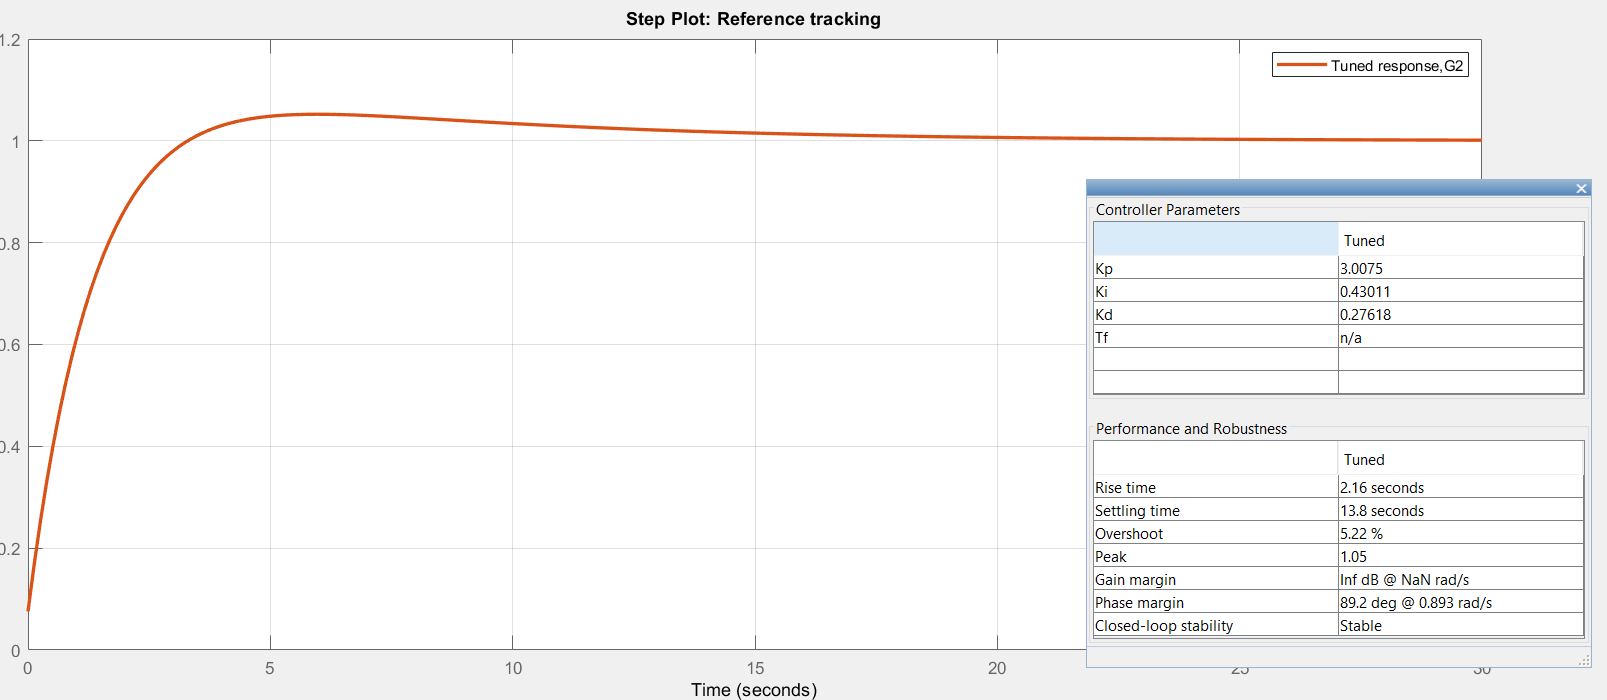 Step Plot: Reference tracking
1.2
1
0.8
0.6
0.4
0.2
0
0
5
10
15
20
25
30
Time (seconds)
Tuned response,G2
Controller Parameters
Tuned
Kp 3.0075
Ki 0.43011
Kd 0.27618
Tf n/a
Performance and Robustness
Tuned
Rise time 2.16 seconds
Settling time 13.8 seconds
Overshoot 5.22 %
Peak 1.05
Gain margin Inf dB @ NaN rad/s
Phase margin 89.2 deg @ 0.893 rad/s
Closed-loop stability Stable